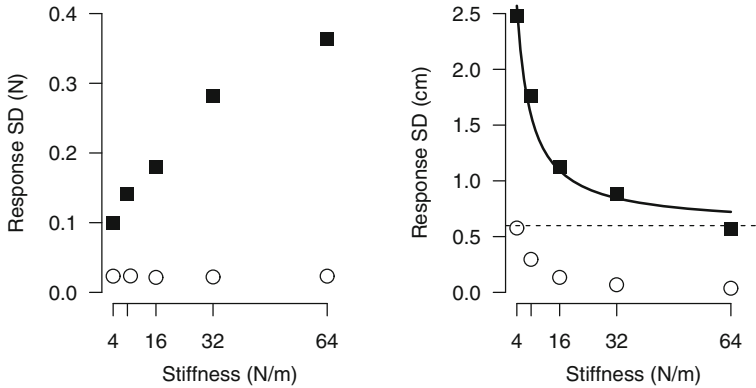 Response SD (N)
0.4
0.3
0.2
0.1
0.0
4 16 32 64
Stiffness (N/m)
Response SD (cm)
2.5
2.0
1.5
1.0
0.5
0.0
4 16 32 64
Stiffness (N/m)